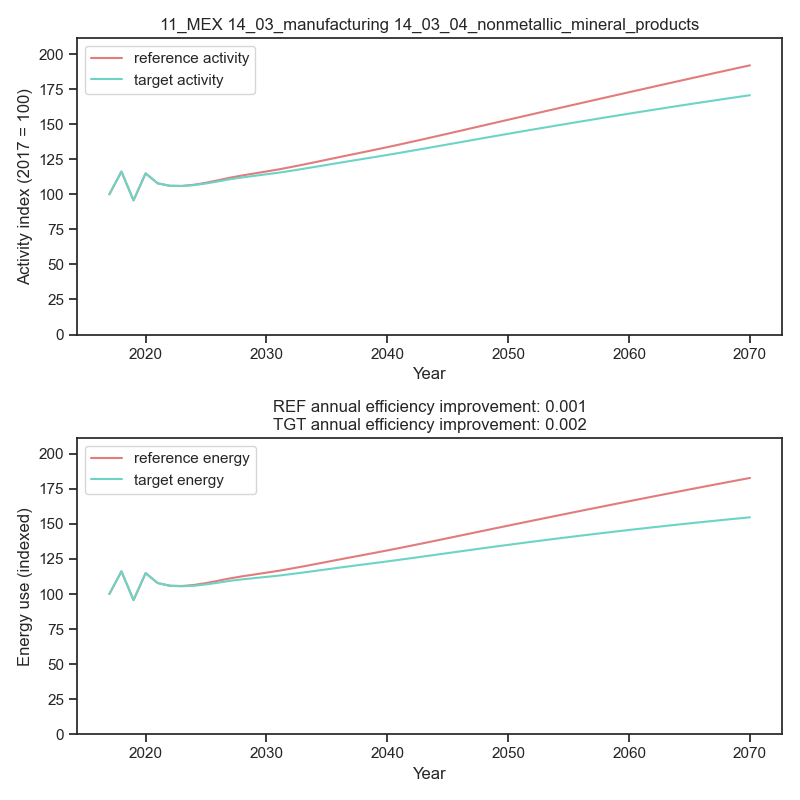 11_MEX 14_03_manufacturing 14_03_04_nonmetallic_mineral_products
reference activity
target activity
Activity index (2017 = 100)
200
175
150
125
100
75
50
25
0
2020 2030 2040 2050 2060 2070
Year
REF annual efficiency improvement: 0.001
TGT annual efficiency improvement: 0.002
reference energy
target energy
Energy use (indexed)
200
175
150
125
100
75
50
25
0
2020 2030 2040 2050 2060 2070
Year